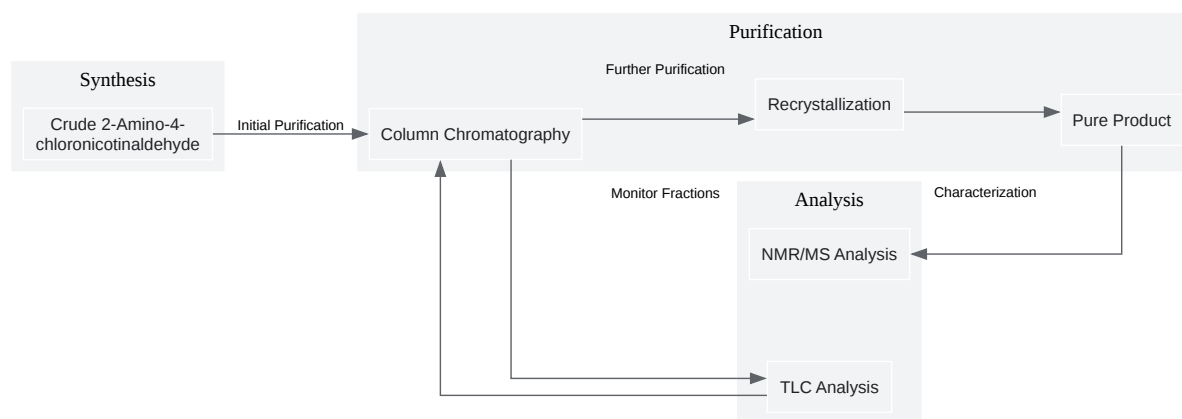 Purification
Synthesis
Further Purification
Crude 2-Amino-4-
chloronicotinaldehyde
Initial Purification
Column Chromatography
Recrystallization
Pure Product
Monitor Fractions
Analysis
Characterization
NMR/MS Analysis
TLC Analysis